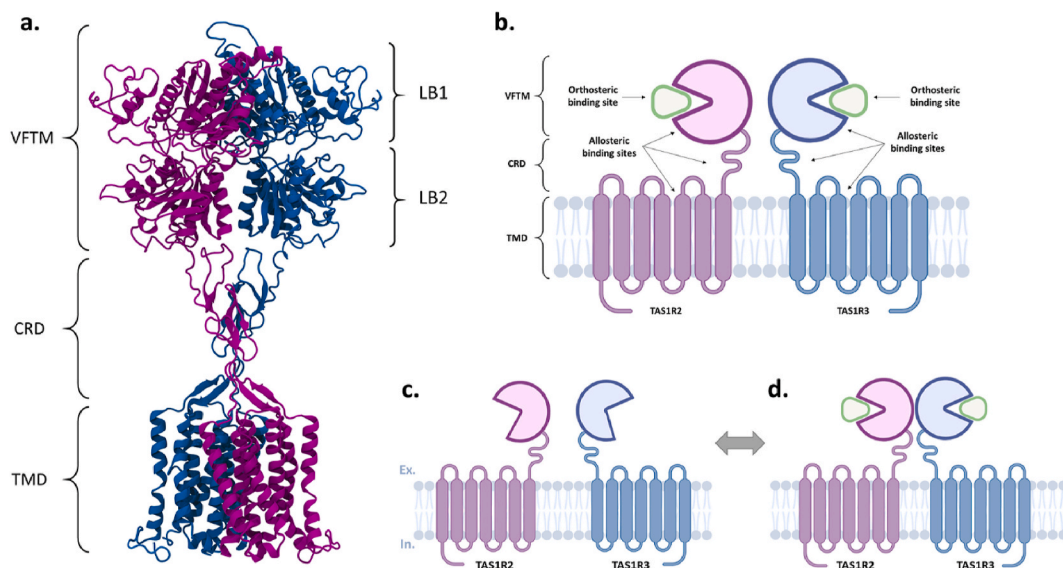 a.
VFTM
LB1
LB2
CRD
TMD
b.
VFTM
CRD
TMD
Orthosteric
binding site
Orthosteric
binding site
Allosteric
binding sites
Allosteric
binding sites
TAS1R2
TAS1R3
c.
Ex.
In.
TAS1R2
TAS1R3
d.
TAS1R2
TAS1R3